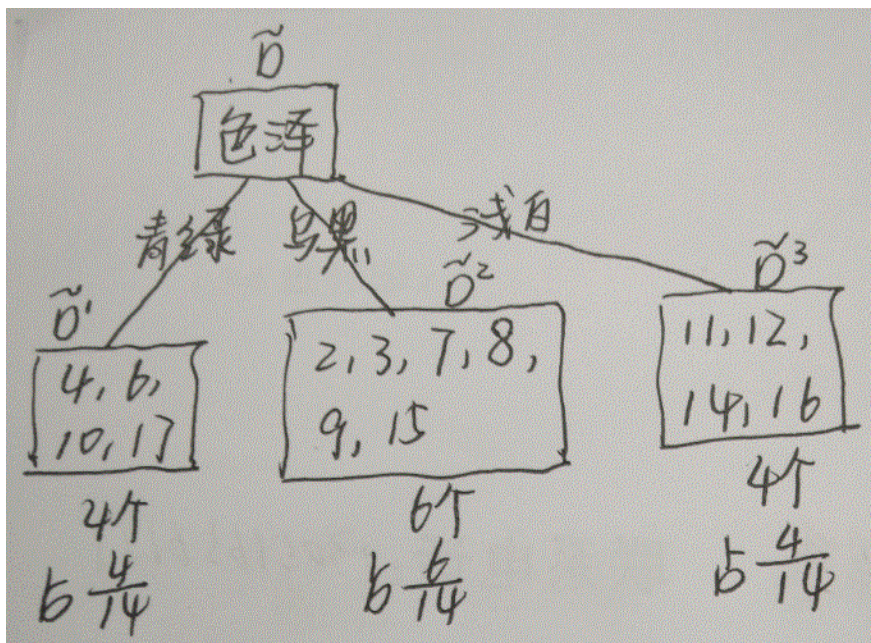 D̃
色泽
青绿 乌黑 浅白
D̃¹ D̃² D̃³
4, 6,
10, 17
2, 3, 7, 8,
9, 15
11, 12,
14, 16
4个 6个 4个
占 4/14 占 6/14 占 4/14